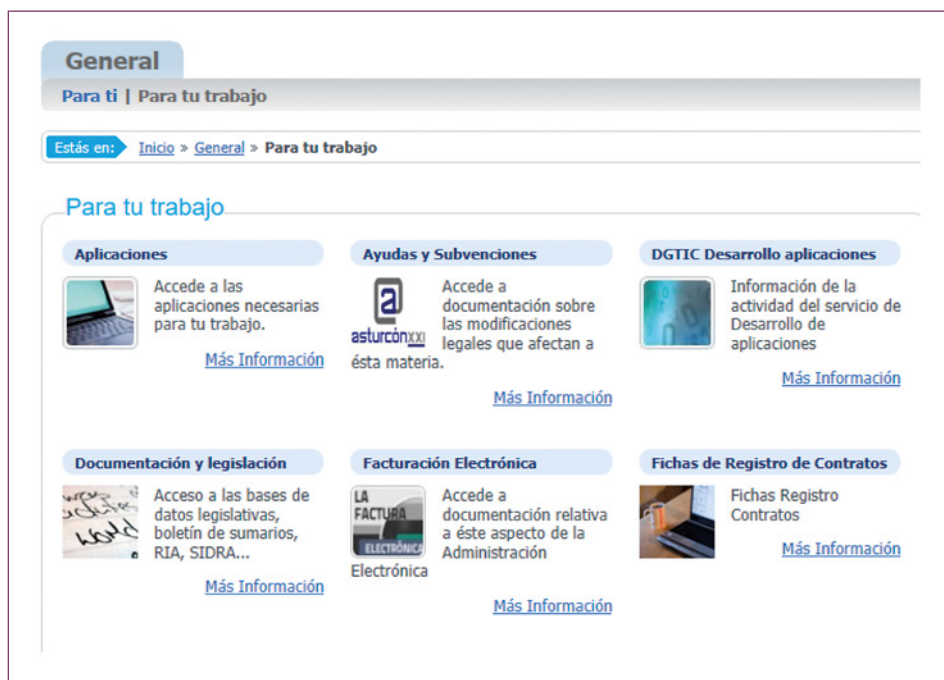 General
Para ti | Para tu trabajo
Estás en: Inicio » General » Para tu trabajo
Para tu trabajo
Aplicaciones
Accede a las
aplicaciones necesarias
para tu trabajo.
Más Información
Ayudas y Subvenciones
a
asturcónxxi
Accede a
documentación sobre
las modificaciones
legales que afectan a
ésta materia.
Más Información
DGTIC Desarrollo aplicaciones
Información de la
actividad del servicio de
Desarrollo de
aplicaciones
Más Información
Documentación y legislación
Acceso a las bases de
datos legislativas,
boletín de sumarios,
RIA, SIDRA...
Más Información
Facturación Electrónica
LA
FACTURA
ELECTRÓNICA
Accede a
documentación relativa
a éste aspecto de la
Administración
Electrónica
Más Información
Fichas de Registro de Contratos
Fichas Registro
Contratos
Más Información